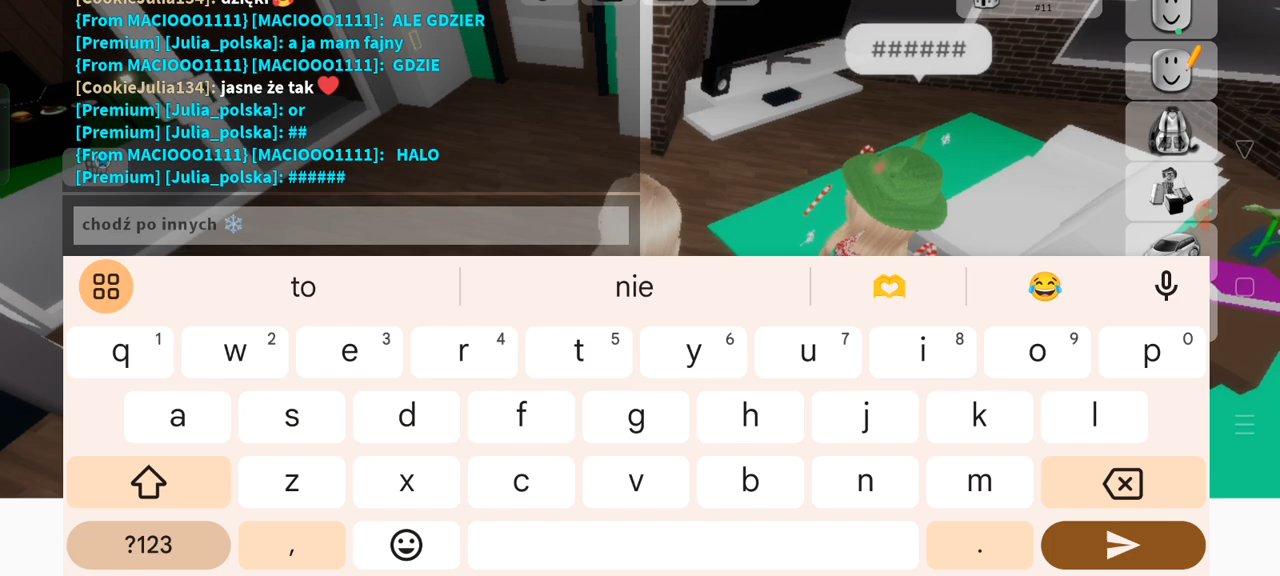 [CookieJulia134]: dzięki🥰
{From MACIOOO1111} [MACIOOO1111]: ALE GDZIER
[Premium] [Julia_polska]: a ja mam fajny
{From MACIOOO1111} [MACIOOO1111]: GDZIE
[CookieJulia134]: jasne że tak ❤️
[Premium] [Julia_polska]: or
[Premium] [Julia_polska]: ##
{From MACIOOO1111} [MACIOOO1111]: HALO
[Premium] [Julia_polska]: ######
chodź po innych ❄️
######
#11
to nie 🫶 😂
q 1 w 2 e 3 r 4 t 5 y 6 u 7 i 8 o 9 p 0
a s d f g h j k l
z x c v b n m
?123 , .